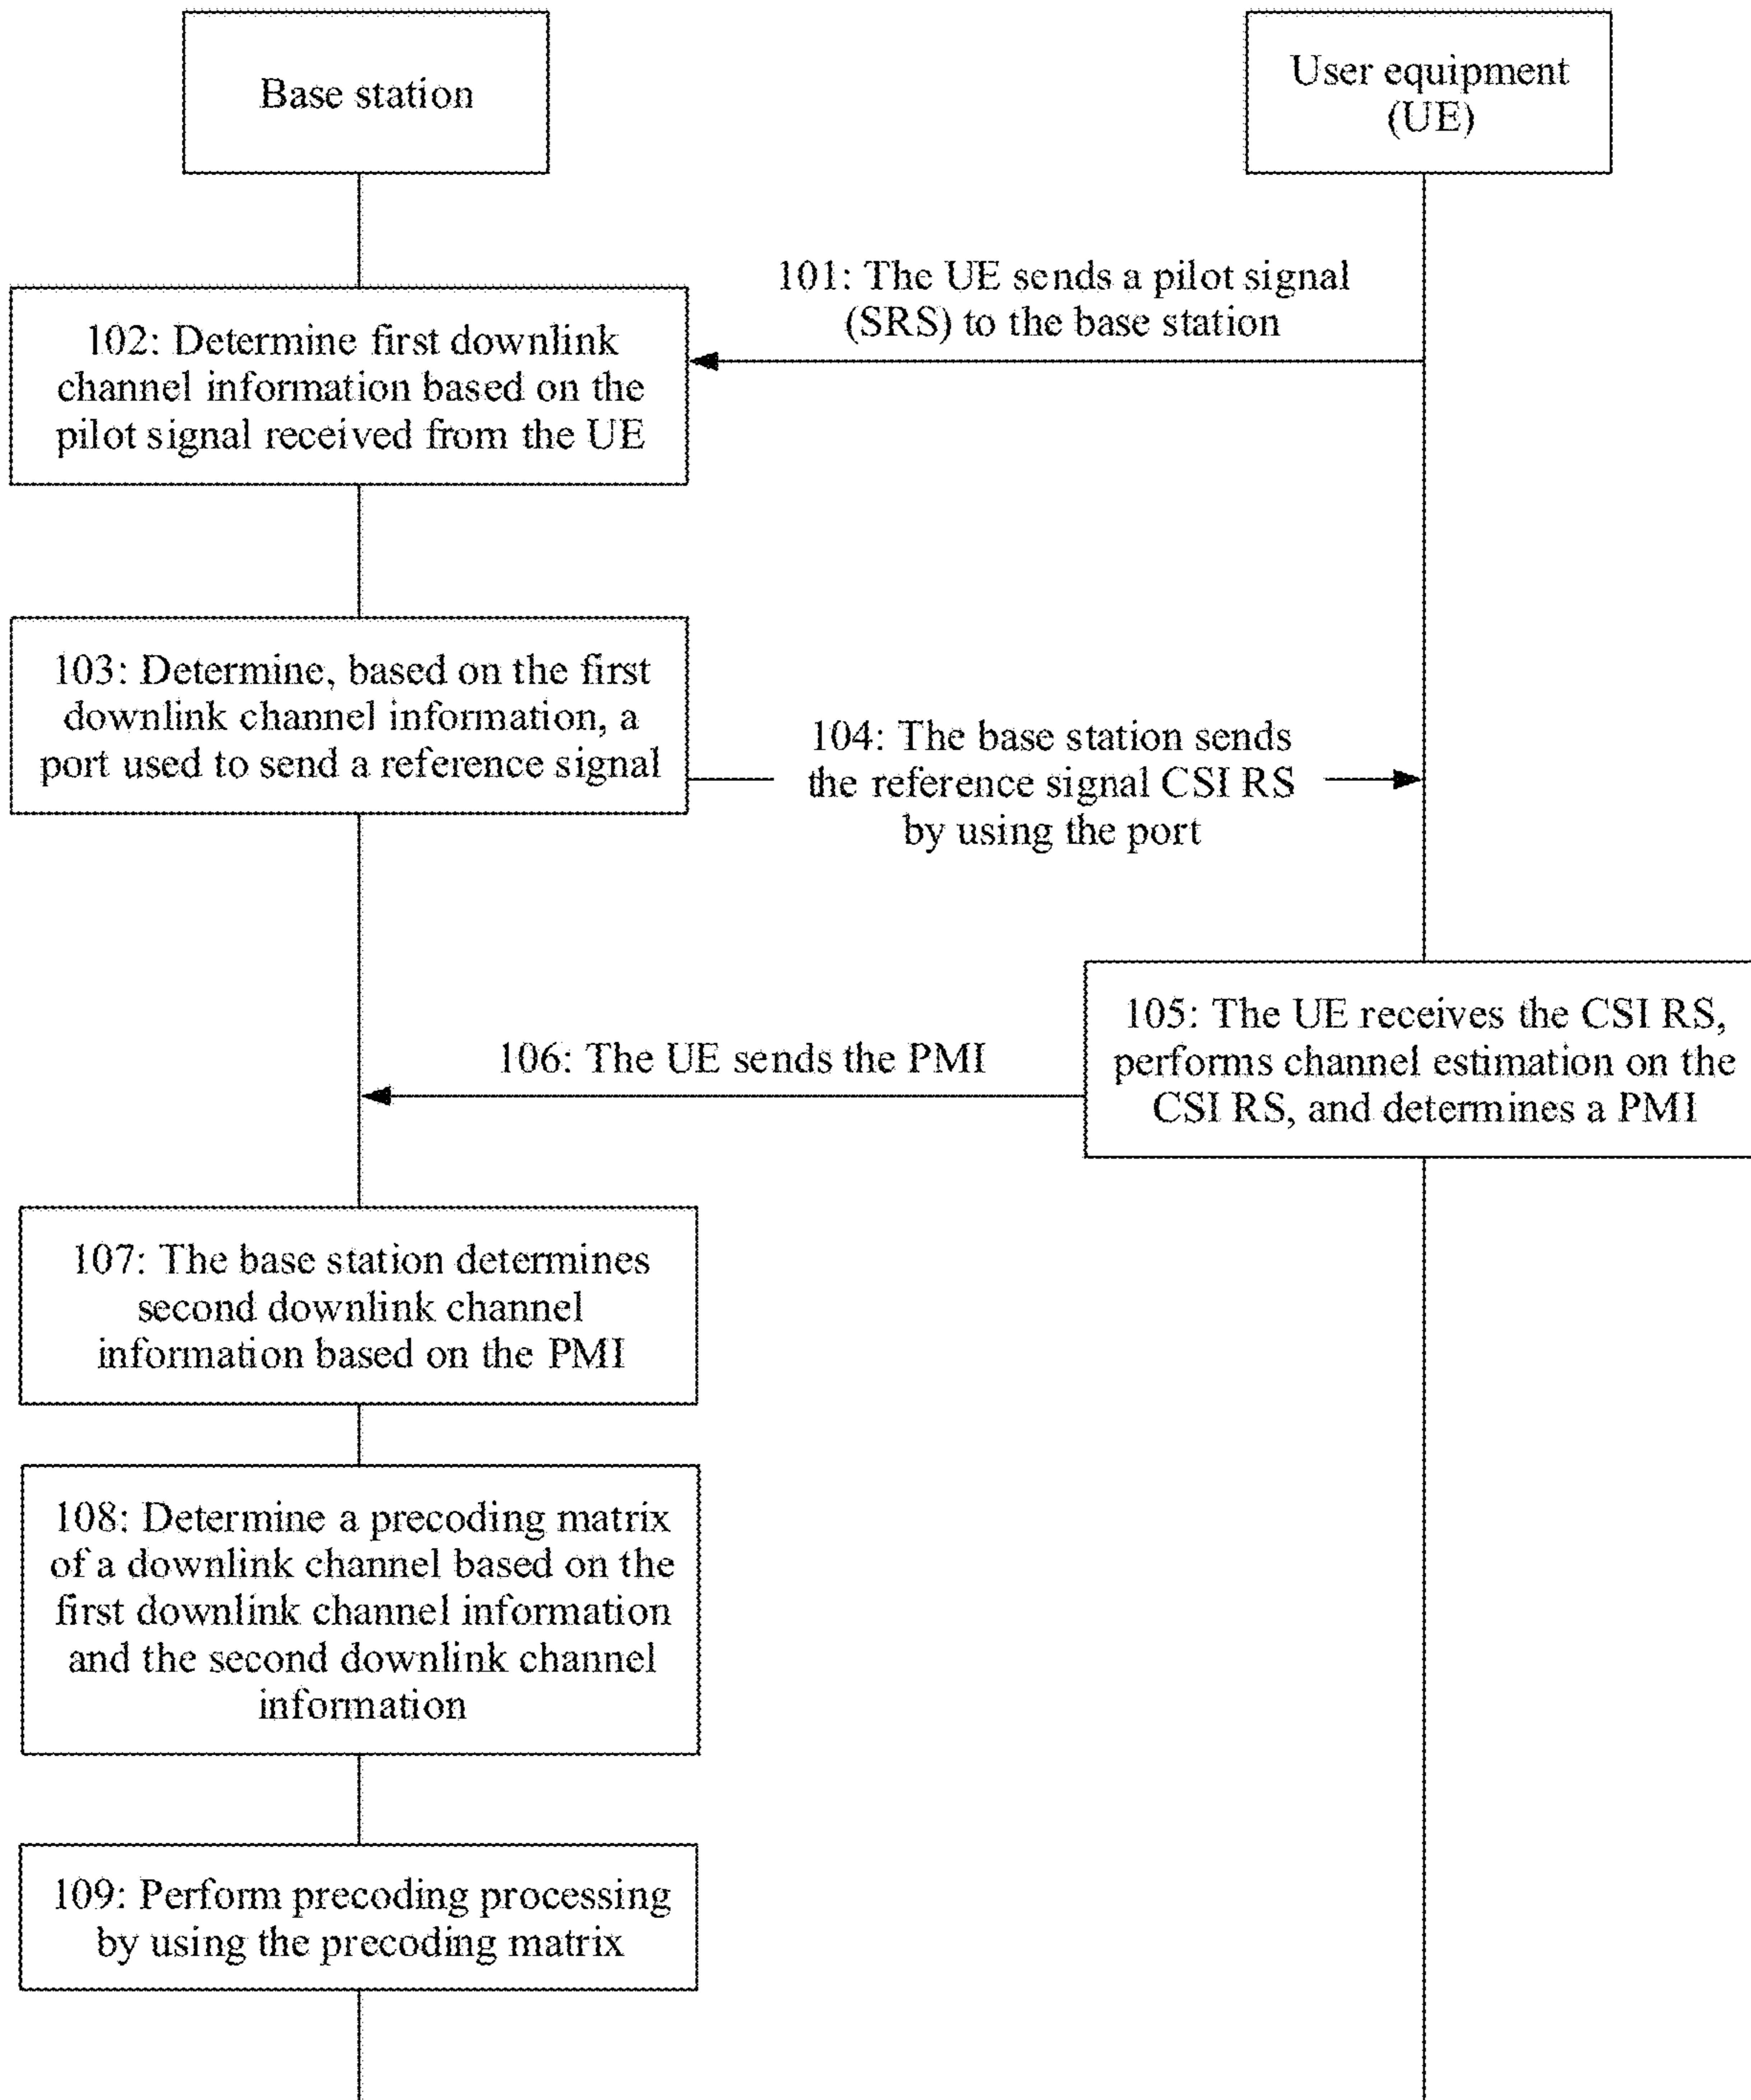 Base station
User equipment
(UE)
101: The UE sends a pilot signal
(SRS) to the base station
102: Determine first downlink
channel information based on the
pilot signal received from the UE
103: Determine, based on the first
downlink channel information, a
port used to send a reference signal
104: The base station sends
the reference signal CSI RS
by using the port
105: The UE receives the CSI RS,
performs channel estimation on the
CSI RS, and determines a PMI
106: The UE sends the PMI
107: The base station determines
second downlink channel
information based on the PMI
108: Determine a precoding matrix
of a downlink channel based on the
first downlink channel information
and the second downlink channel
information
109: Perform precoding processing
by using the precoding matrix